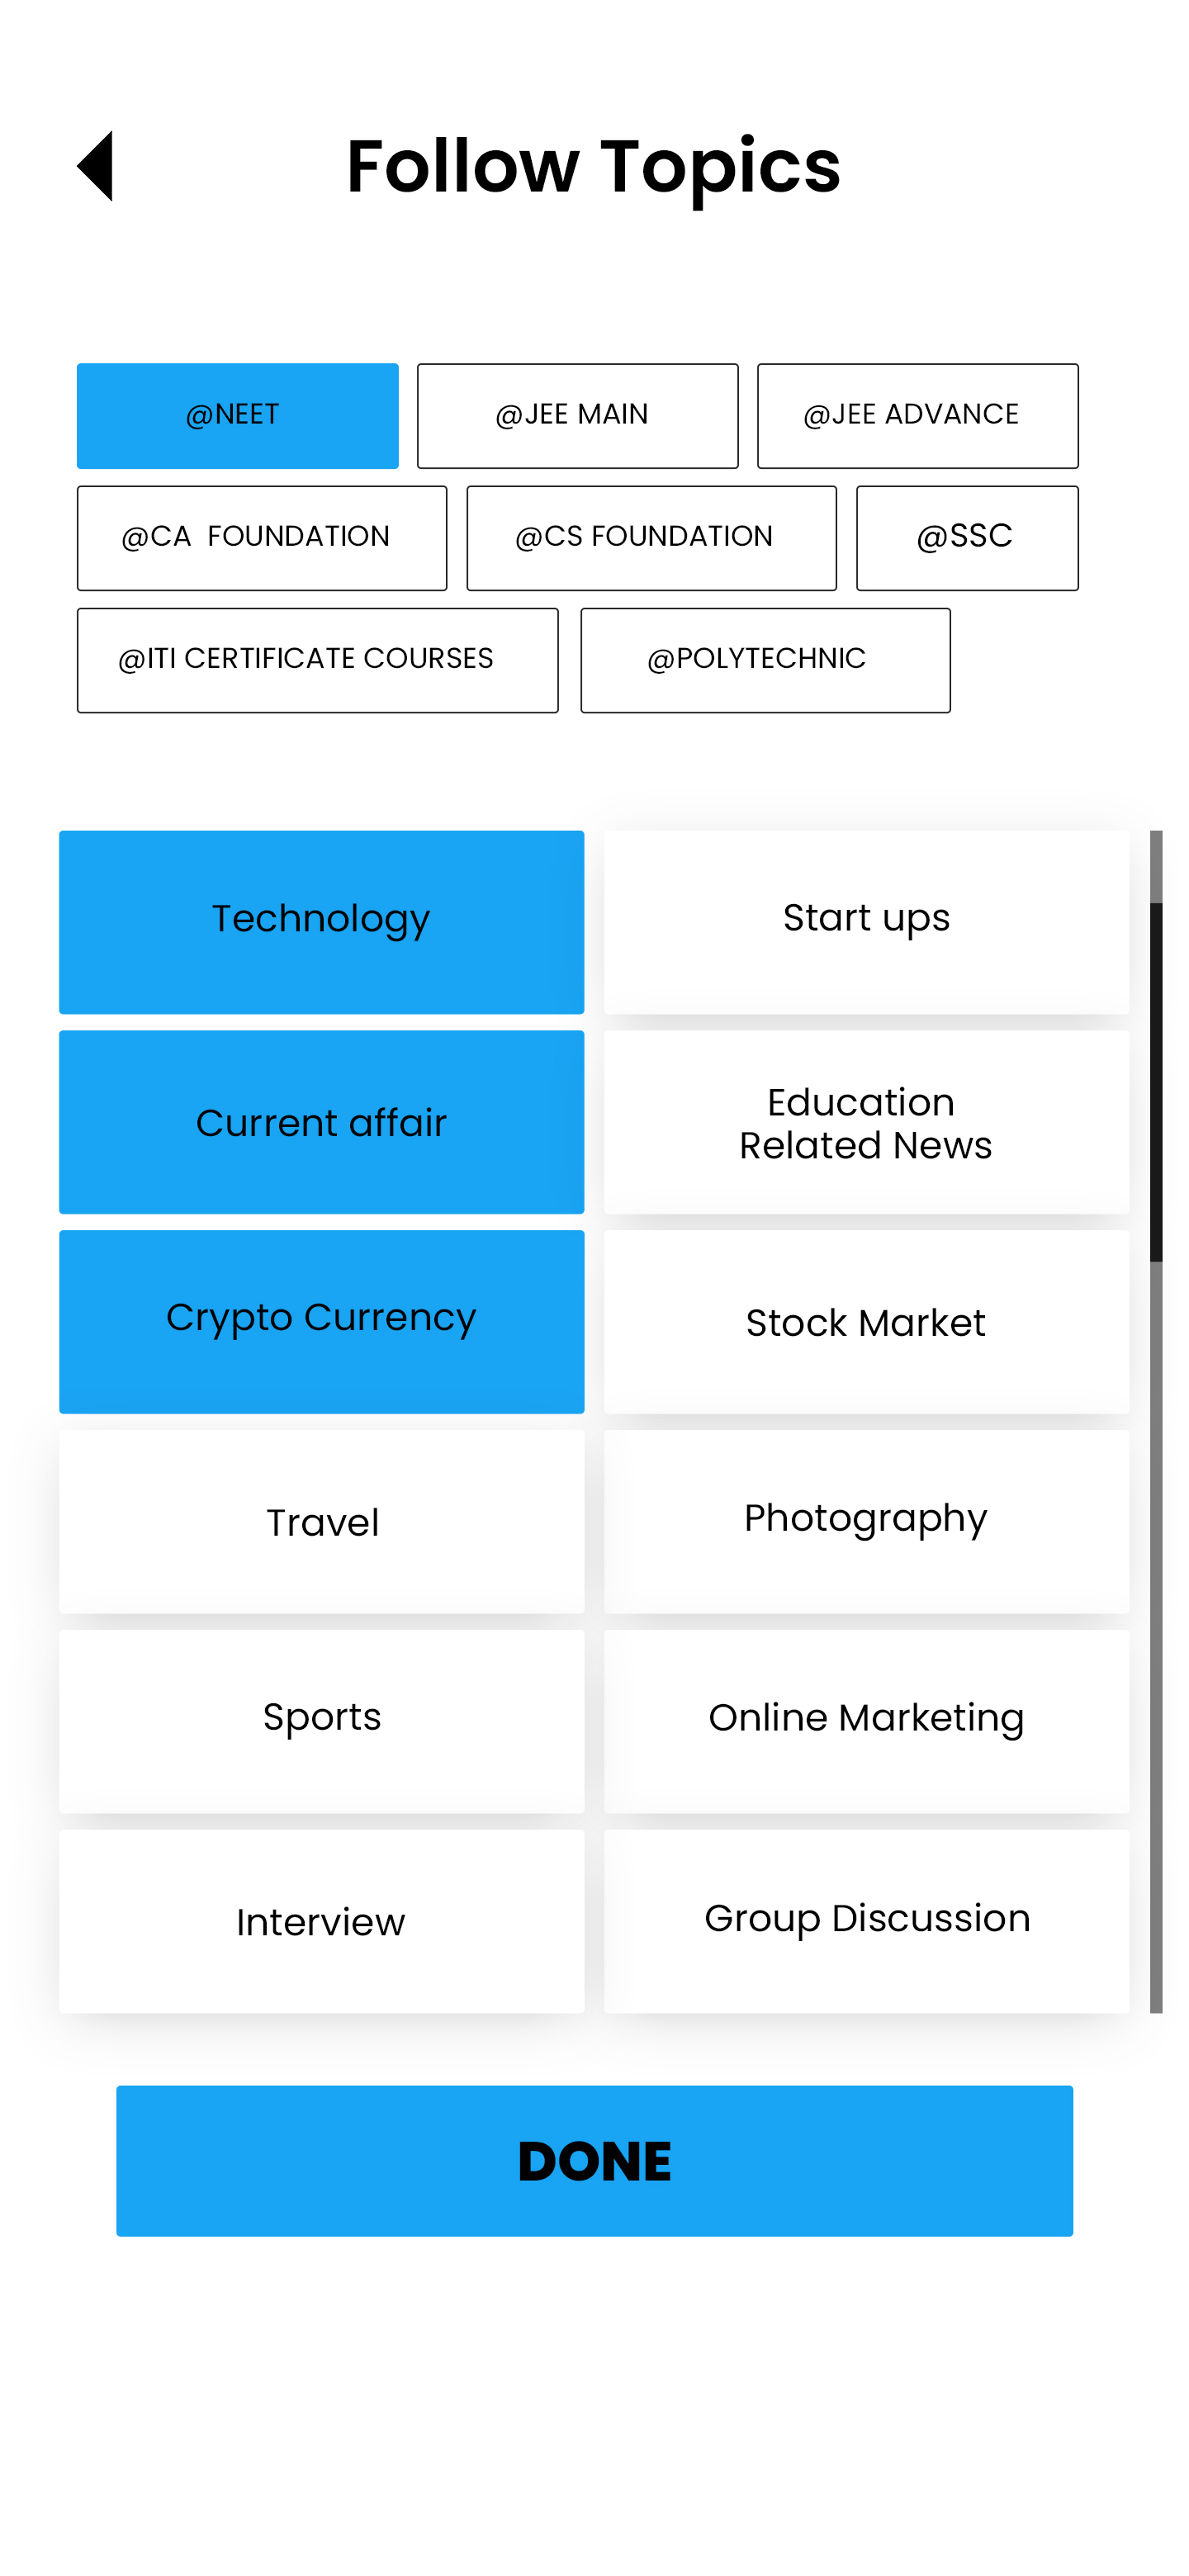 Follow Topics
@NEET
@JEE MAIN
@JEE ADVANCE
@CA  FOUNDATION
@CS FOUNDATION
@SSC
@ITI CERTIFICATE COURSES
@POLYTECHNIC
Technology
Start ups
Current affair
Education
Related News
Crypto Currency
Stock Market
Travel
Photography
Sports
Online Marketing
Interview
Group Discussion
DONE